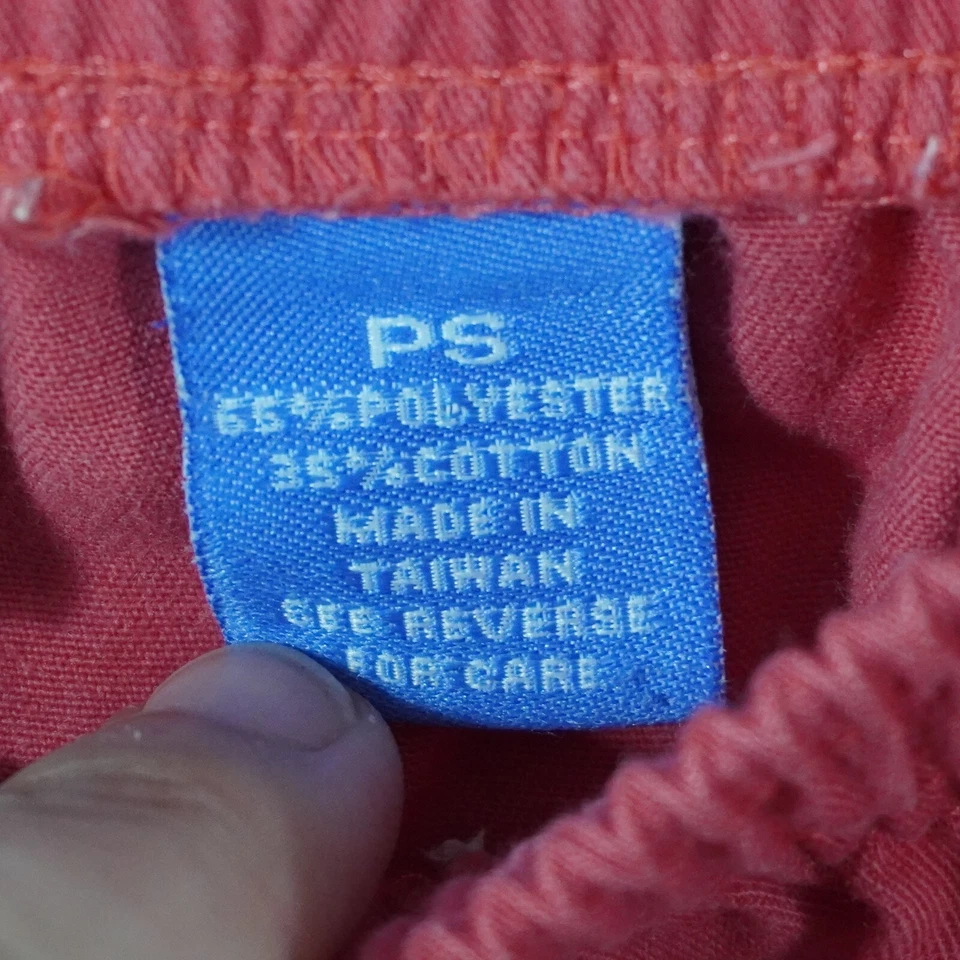 PS
65%POLYESTER
35%COTTON
MADE IN
TAIWAN
SEE REVERSE
FOR CARE